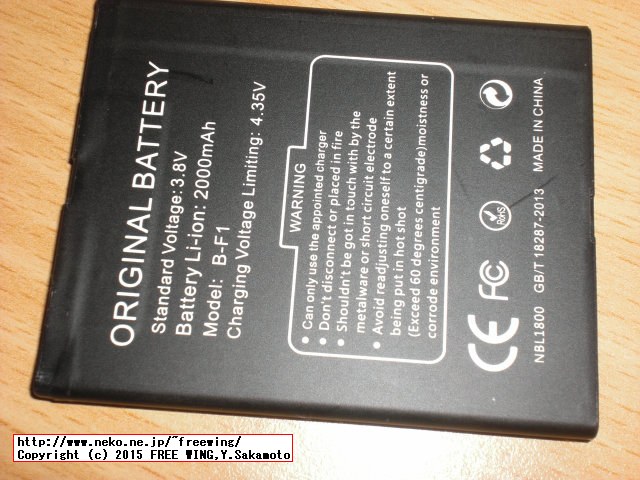 ORIGINAL BATTERY
Standard Voltage:3.8V
Battery Li-ion: 2000mAh
Model: B-F1
Charging Voltage Limiting: 4.35V
WARNING
• Can only use the appointed charger
• Don't disconnect or placed in fire
• Shouldn't be got in touch with by the
metalware or short circuit electrode
• Avoid readjusting oneself to a certain extent
being put in hot shot
(Exceed 60 degrees centigrade)moistness or
corrode environment
CE FC RoHS
NBL1800 GB/T 18287-2013 MADE IN CHINA
http://www.neko.ne.jp/~freewing/
Copyright (c) 2015 FREE WING,Y.Sakamoto